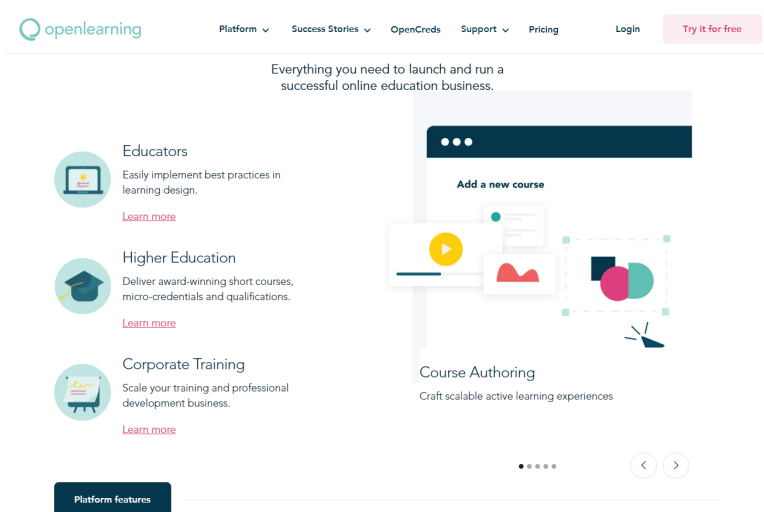 openlearning
Platform
Success Stories
OpenCreds
Support
Pricing
Login
Try it for free
Everything you need to launch and run a
successful online education business.
Educators
Easily implement best practices in
learning design.
Learn more
Higher Education
Deliver award-winning short courses,
micro-credentials and qualifications.
Learn more
Corporate Training
Scale your training and professional
development business.
Learn more
Add a new course
Course Authoring
Craft scalable active learning experiences
Platform features